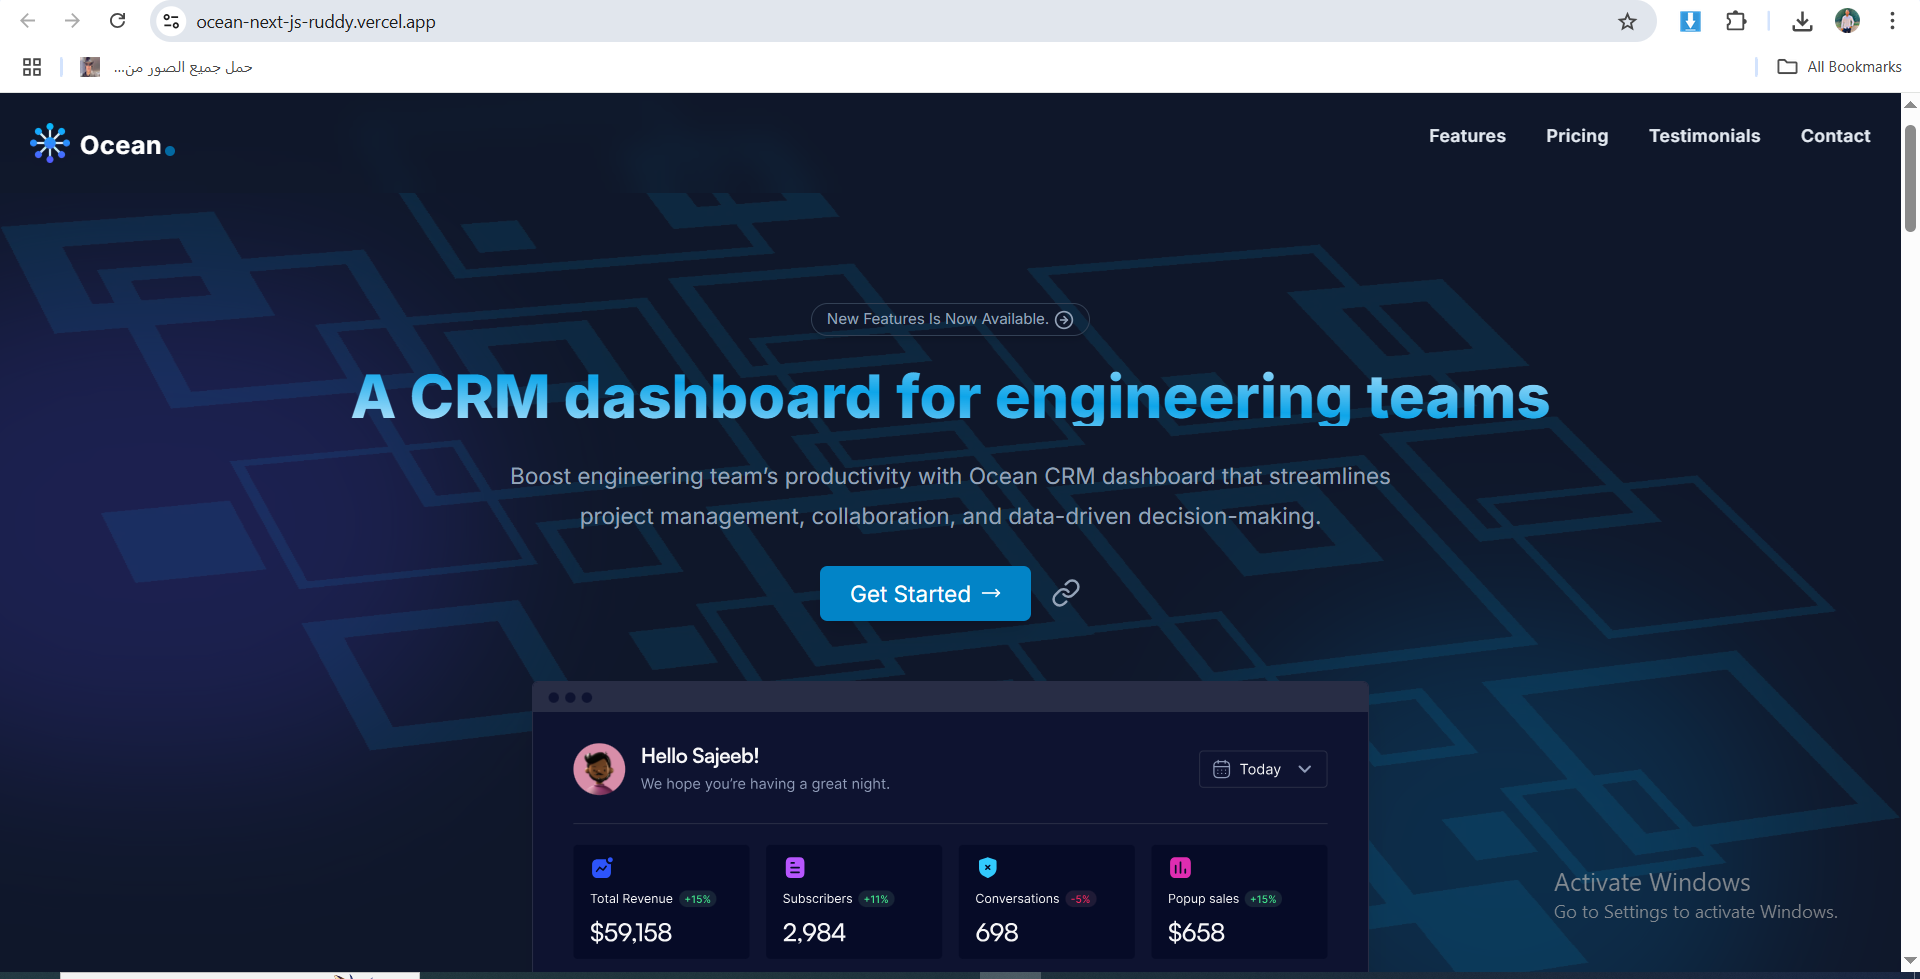 ocean-next-js-ruddy.vercel.app
حمل جميع الصور من...
All Bookmarks
Ocean.
Features
Pricing
Testimonials
Contact
New Features Is Now Available.
A CRM dashboard for engineering teams
Boost engineering team’s productivity with Ocean CRM dashboard that streamlines
project management, collaboration, and data-driven decision-making.
Get Started →
Hello Sajeeb!
We hope you’re having a great night.
Today
Total Revenue +15%
$59,158
Subscribers +11%
2,984
Conversations -5%
698
Popup sales +15%
$658
Activate Windows
Go to Settings to activate Windows.